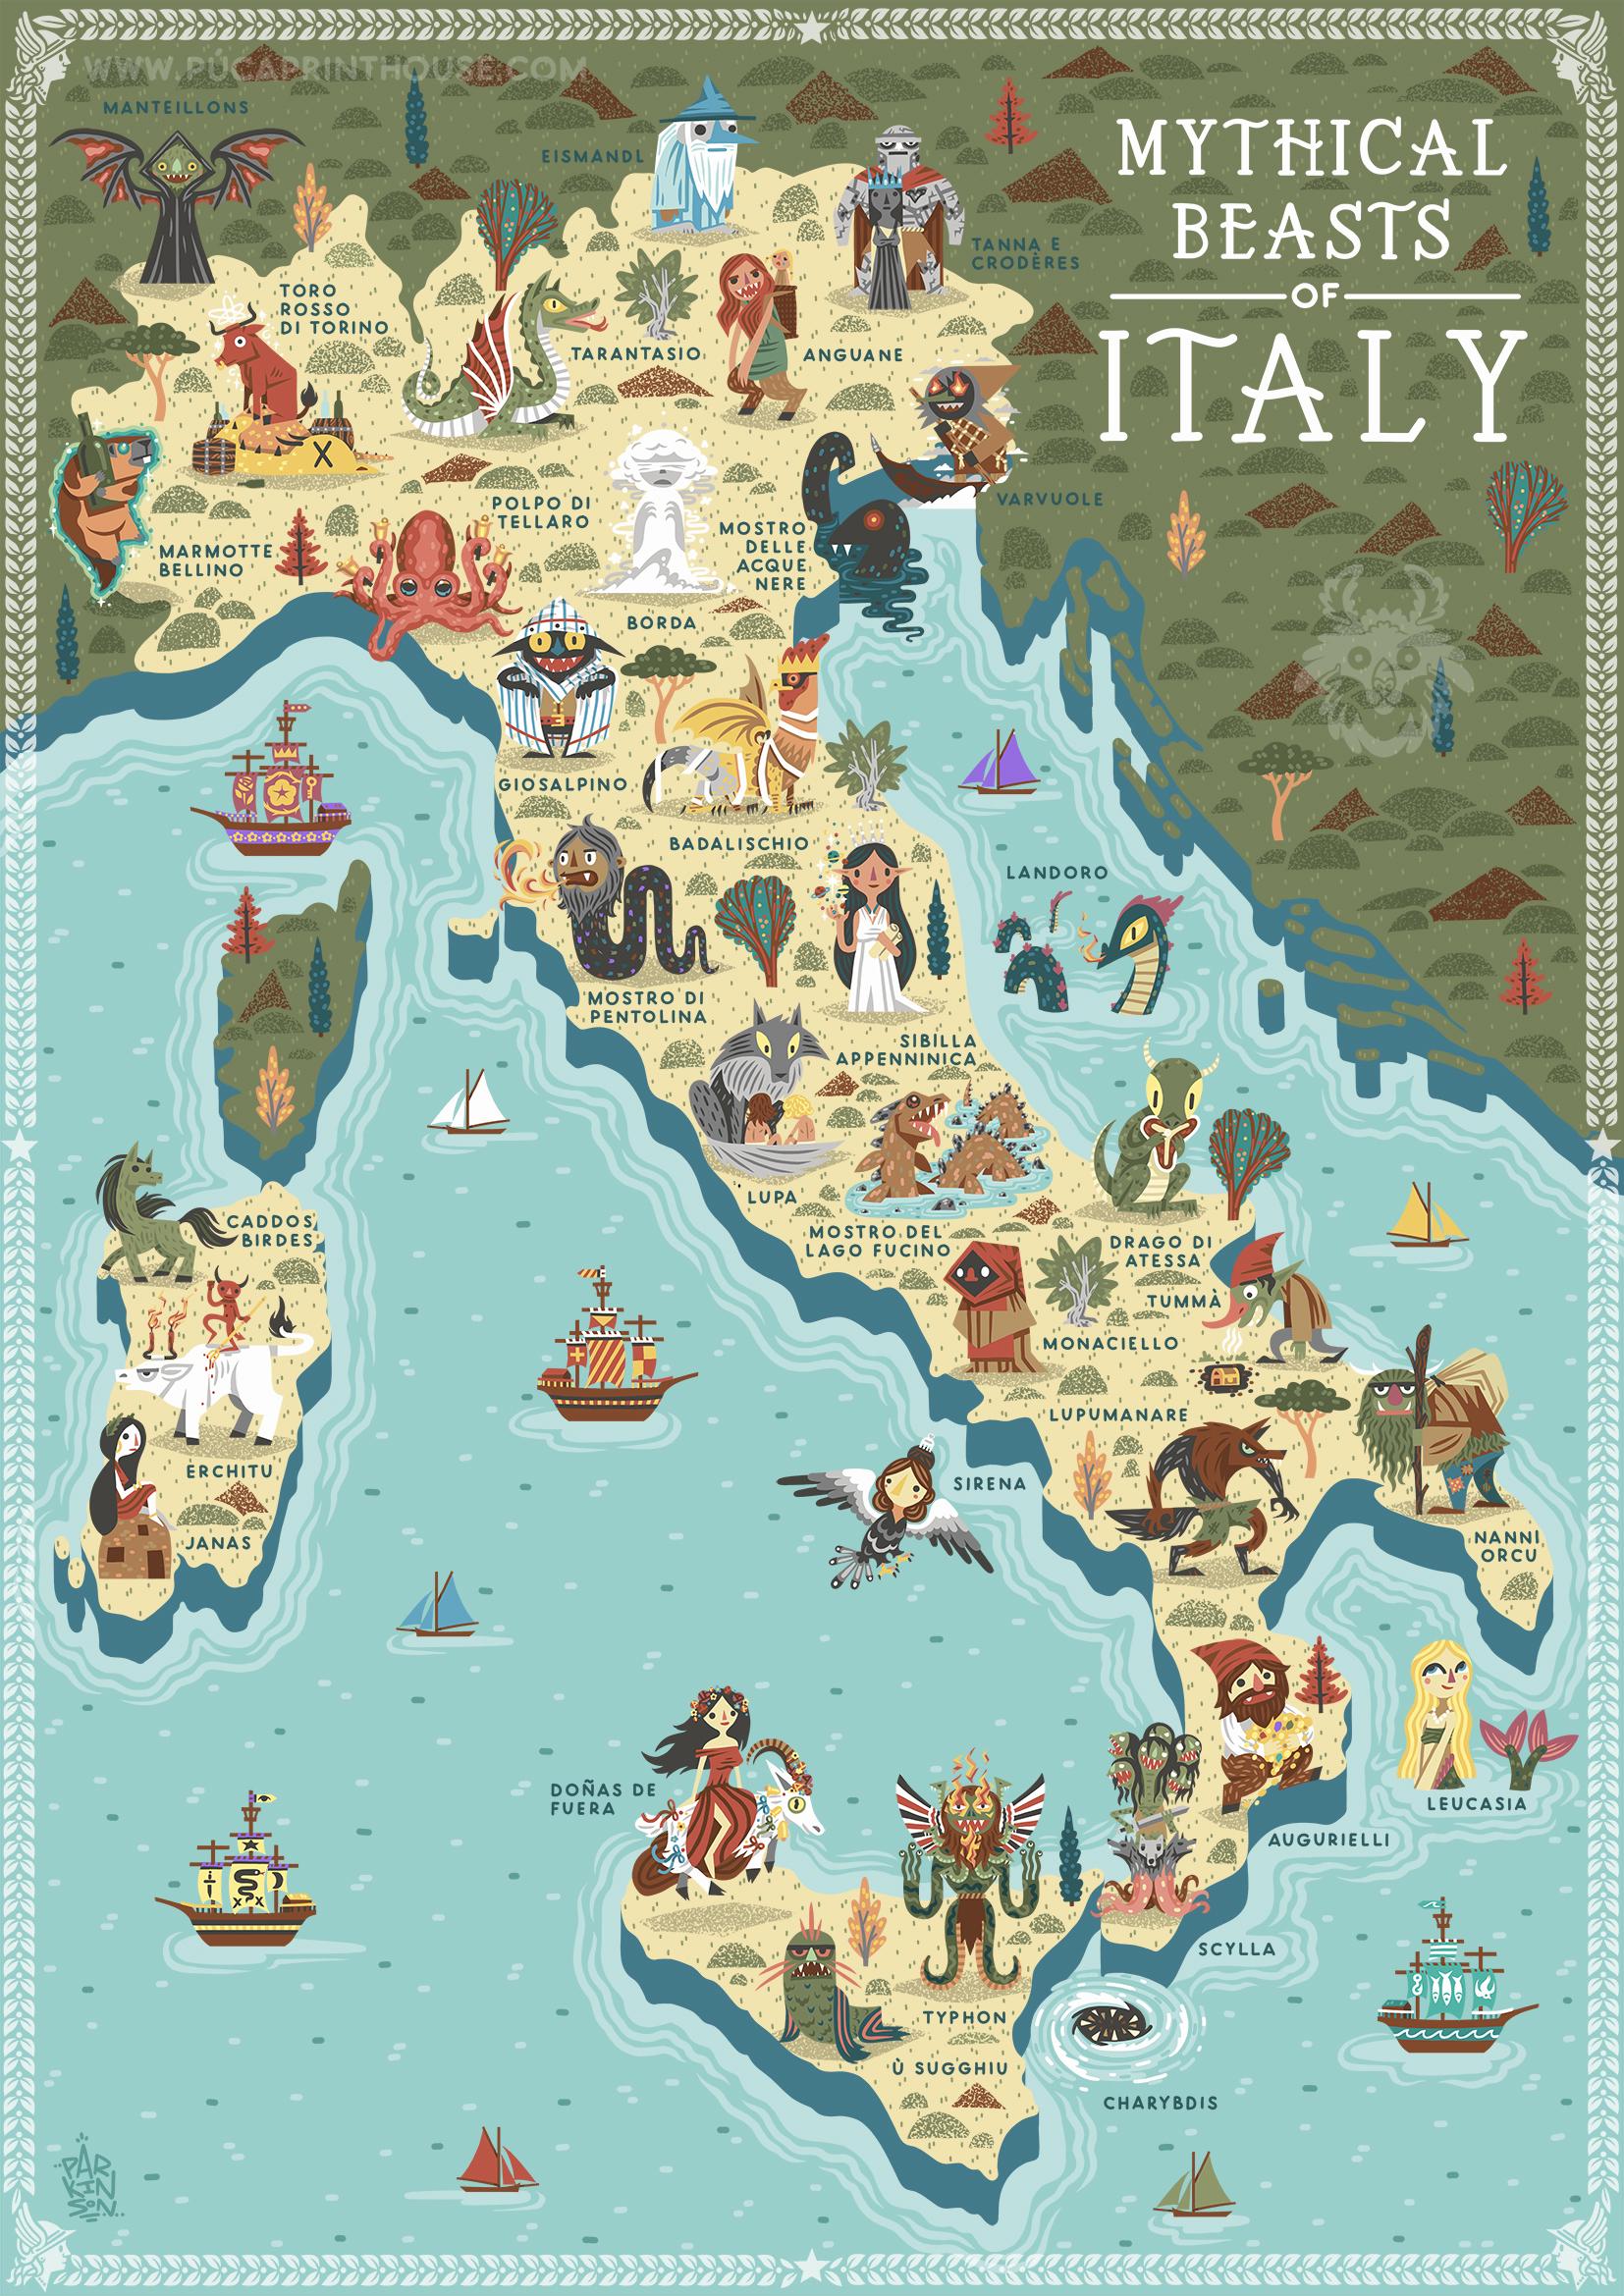 WWW.PÚCAPRINTHOUSE.COM
MYTHICAL
BEASTS
OF
ITALY
MANTEILLONS
EISMANDL
TANNA E
CRODÈRES
TORO
ROSSO
DI TORINO
TARANTASIO
ANGUANE
X
VARVUOLE
POLPO DI
TELLARO
MOSTRO
DELLE
ACQUE
NERE
MARMOTTE
BELLINO
BORDA
GIOSALPINO
BADALISCHIO
LANDORO
MOSTRO DI
PENTOLINA
SIBILLA
APPENNINICA
LUPA
MOSTRO DEL
LAGO FUCINO
DRAGO DI
ATESSA
CADDOS
BIRDES
TUMMÀ
MONACIELLO
LUPUMANARE
ERCHITU
SIRENA
JANAS
NANNI
ORCU
DOÑAS DE
FUERA
LEUCASIA
AUGURIELLI
SCYLLA
TYPHON
Ù SUGGHIU
CHARYBDIS
PAR
KIN
SON